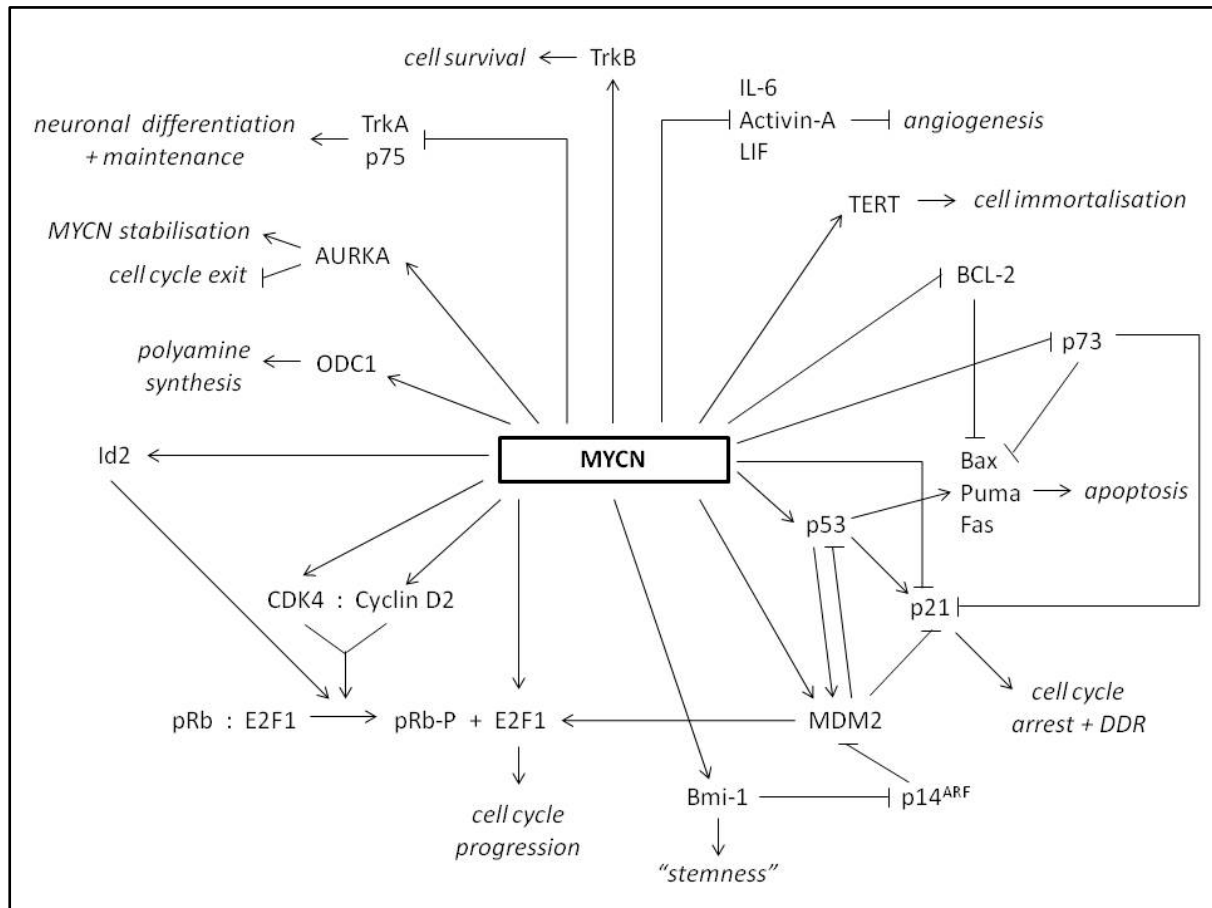 cell survival TrkB
IL-6
Activin-A
LIF
angiogenesis
neuronal differentiation
+ maintenance
TrkA
p75
TERT cell immortalisation
MYCN stabilisation
cell cycle exit
AURKA
BCL-2
p73
polyamine
synthesis
ODC1
Id2
MYCN
Bax
Puma
Fas
apoptosis
p53
CDK4 : Cyclin D2
p21
cell cycle
arrest + DDR
pRb : E2F1
pRb-P + E2F1
MDM2
cell cycle
progression
Bmi-1
p14ARF
“stemness”